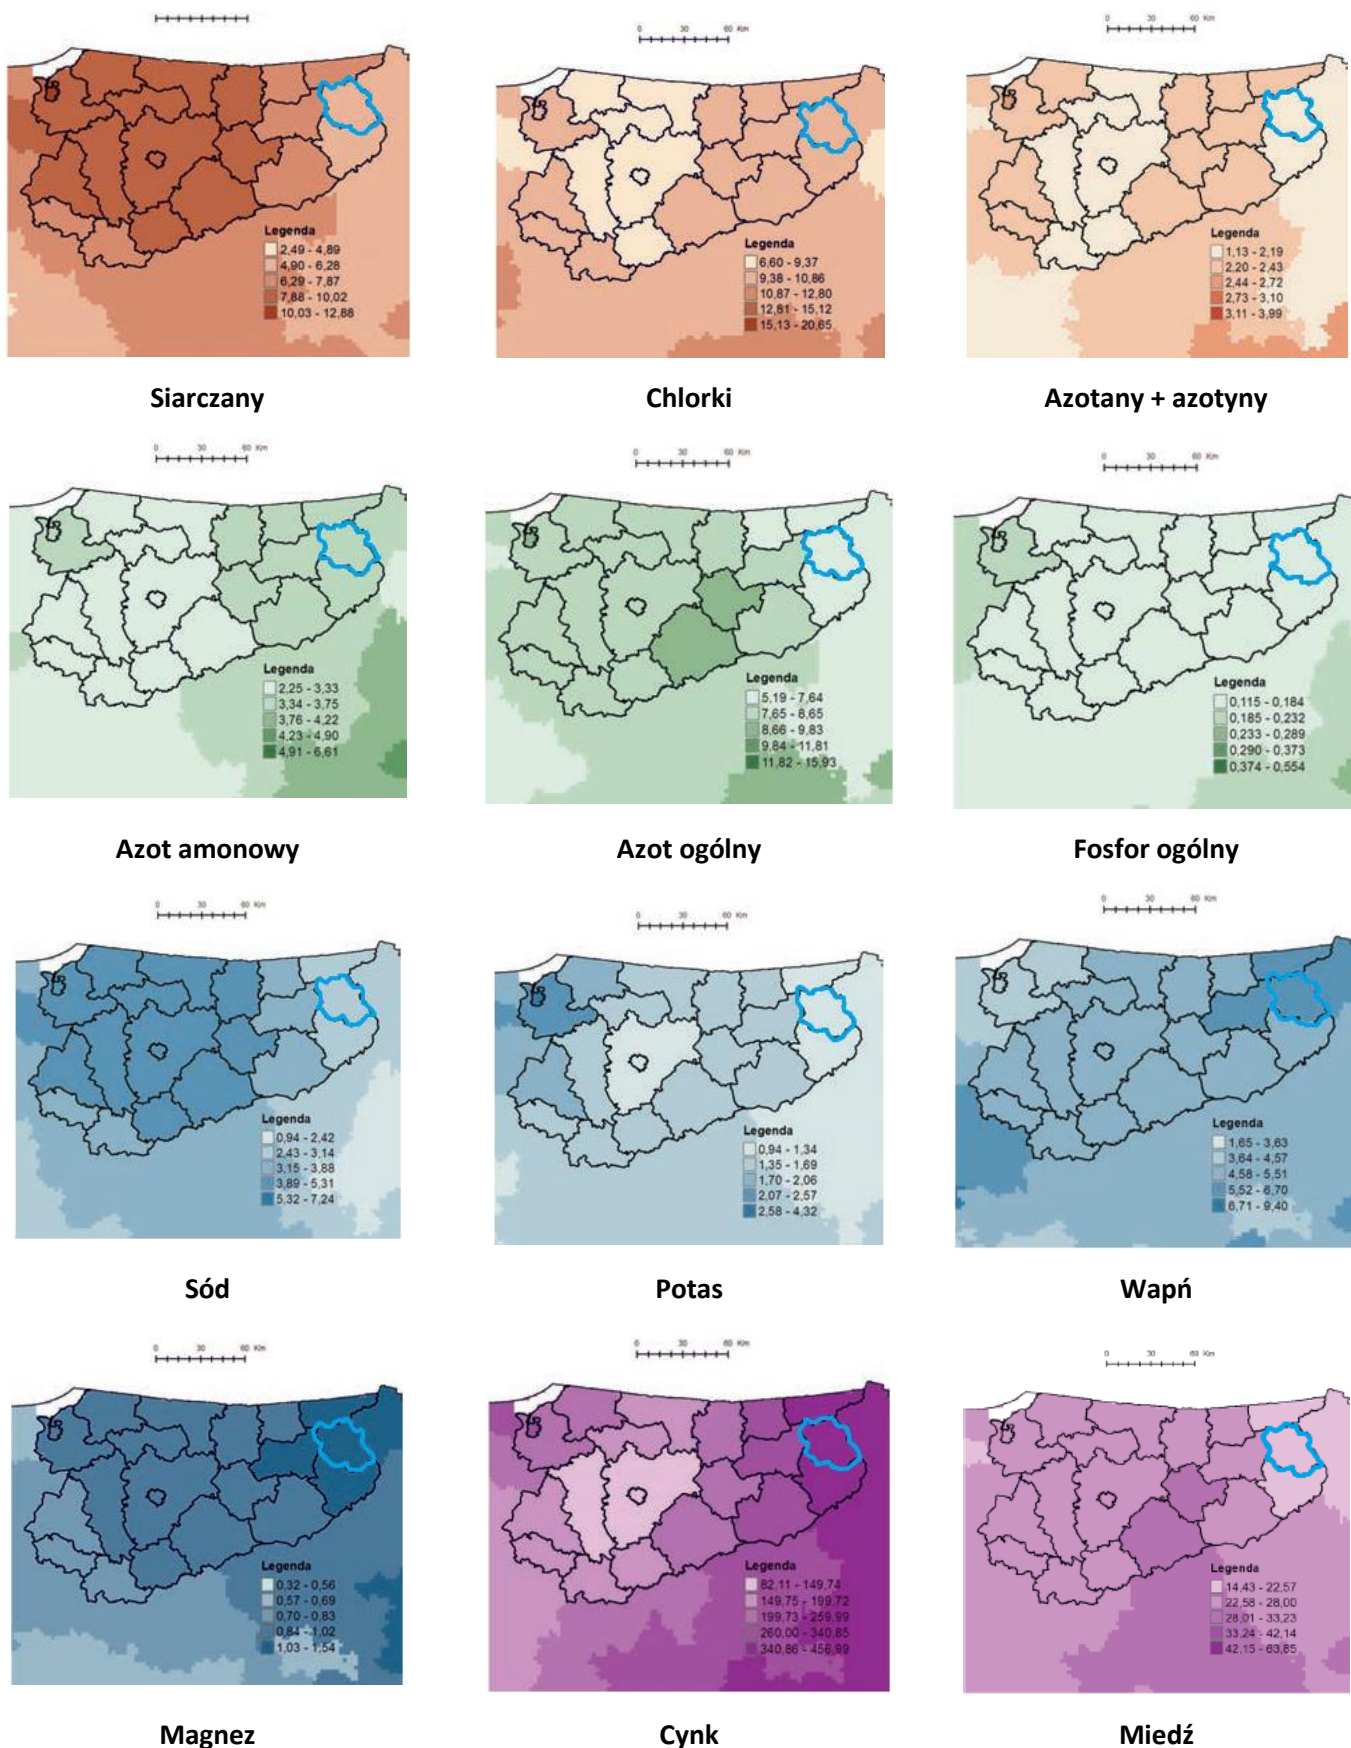 0 30 60 Km
0 30 60 Km
Legenda
2,49 - 4,89
4,90 - 6,28
6,29 - 7,87
7,88 - 10,02
10,03 - 12,88
Legenda
6,60 - 9,37
9,38 - 10,86
10,87 - 12,80
12,81 - 15,12
15,13 - 20,65
Legenda
1,13 - 2,19
2,20 - 2,43
2,44 - 2,72
2,73 - 3,10
3,11 - 3,99
Siarczany
Chlorki
Azotany + azotyny
0 30 60 Km
0 30 60 Km
0 30 60 Km
Legenda
2,25 - 3,33
3,34 - 3,75
3,76 - 4,22
4,23 - 4,90
4,91 - 6,61
Legenda
5,19 - 7,64
7,65 - 8,65
8,66 - 9,83
9,84 - 11,81
11,82 - 15,93
Legenda
0,115 - 0,184
0,185 - 0,232
0,233 - 0,289
0,290 - 0,373
0,374 - 0,554
Azot amonowy
Azot ogólny
Fosfor ogólny
0 30 60 Km
0 30 60 Km
0 30 60 Km
Legenda
0,94 - 2,42
2,43 - 3,14
3,15 - 3,88
3,89 - 5,31
5,32 - 7,24
Legenda
0,94 - 1,34
1,35 - 1,69
1,70 - 2,06
2,07 - 2,57
2,58 - 4,32
Legenda
1,65 - 3,63
3,64 - 4,57
4,58 - 5,51
5,52 - 6,70
6,71 - 9,40
Sód
Potas
Wapń
0 30 60 Km
0 30 60 Km
0 30 60 Km
Legenda
0,32 - 0,56
0,57 - 0,69
0,70 - 0,83
0,84 - 1,02
1,03 - 1,54
Legenda
82,11 - 149,74
149,75 - 199,72
199,73 - 259,99
260,00 - 340,85
340,86 - 456,99
Legenda
14,43 - 22,57
22,58 - 28,00
28,01 - 33,23
33,24 - 42,14
42,15 - 63,85
Magnez
Cynk
Miedź